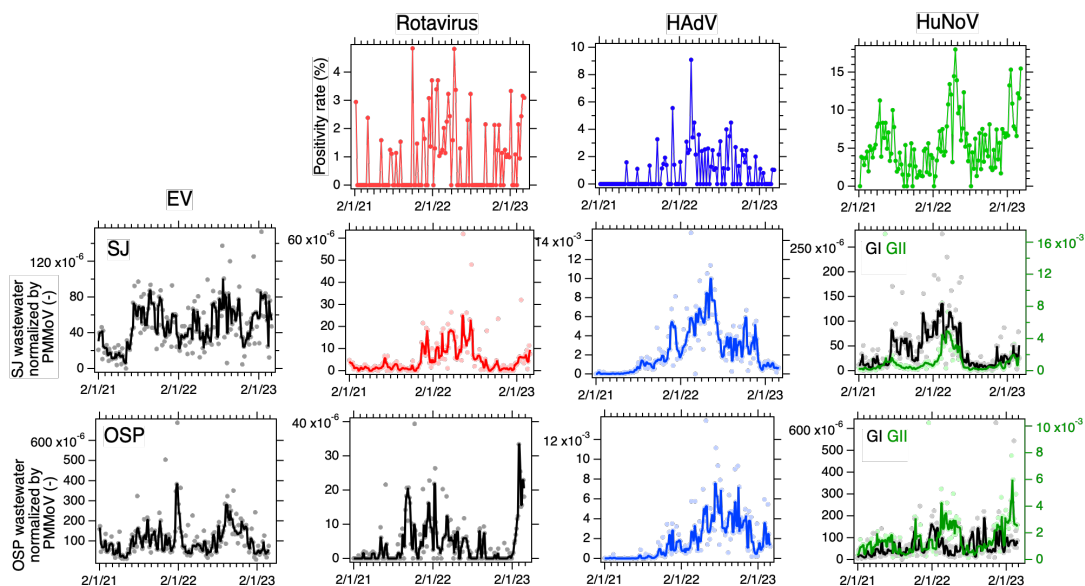 Rotavirus
HAdV
HuNoV
Positivity rate (%)
4
3
2
1
0
2/1/21 2/1/22 2/1/23
10
8
6
4
2
0
2/1/21 2/1/22 2/1/23
15
10
5
0
2/1/21 2/1/22 2/1/23
EV
SJ wastewater
normalized by
PMMoV (-)
SJ
120 x10⁻⁶
80
40
0
2/1/21 2/1/22 2/1/23
60 x10⁻⁶
50
40
30
20
10
0
2/1/21 2/1/22 2/1/23
14 x10⁻³
10
8
6
4
2
0
2/1/21 2/1/22 2/1/23
GI GII
250 x10⁻⁶
200
150
100
50
0
16 x10⁻³
12
8
4
0
2/1/21 2/1/22 2/1/23
OSP wastewater
normalized by
PMMoV (-)
OSP
600 x10⁻⁶
500
400
300
200
100
2/1/21 2/1/22 2/1/23
40 x10⁻⁶
30
20
10
0
2/1/21 2/1/22 2/1/23
12 x10⁻³
8
6
4
2
0
2/1/21 2/1/22 2/1/23
GI GII
600 x10⁻⁶
500
400
300
200
100
0
10 x10⁻³
8
6
4
2
0
2/1/21 2/1/22 2/1/23